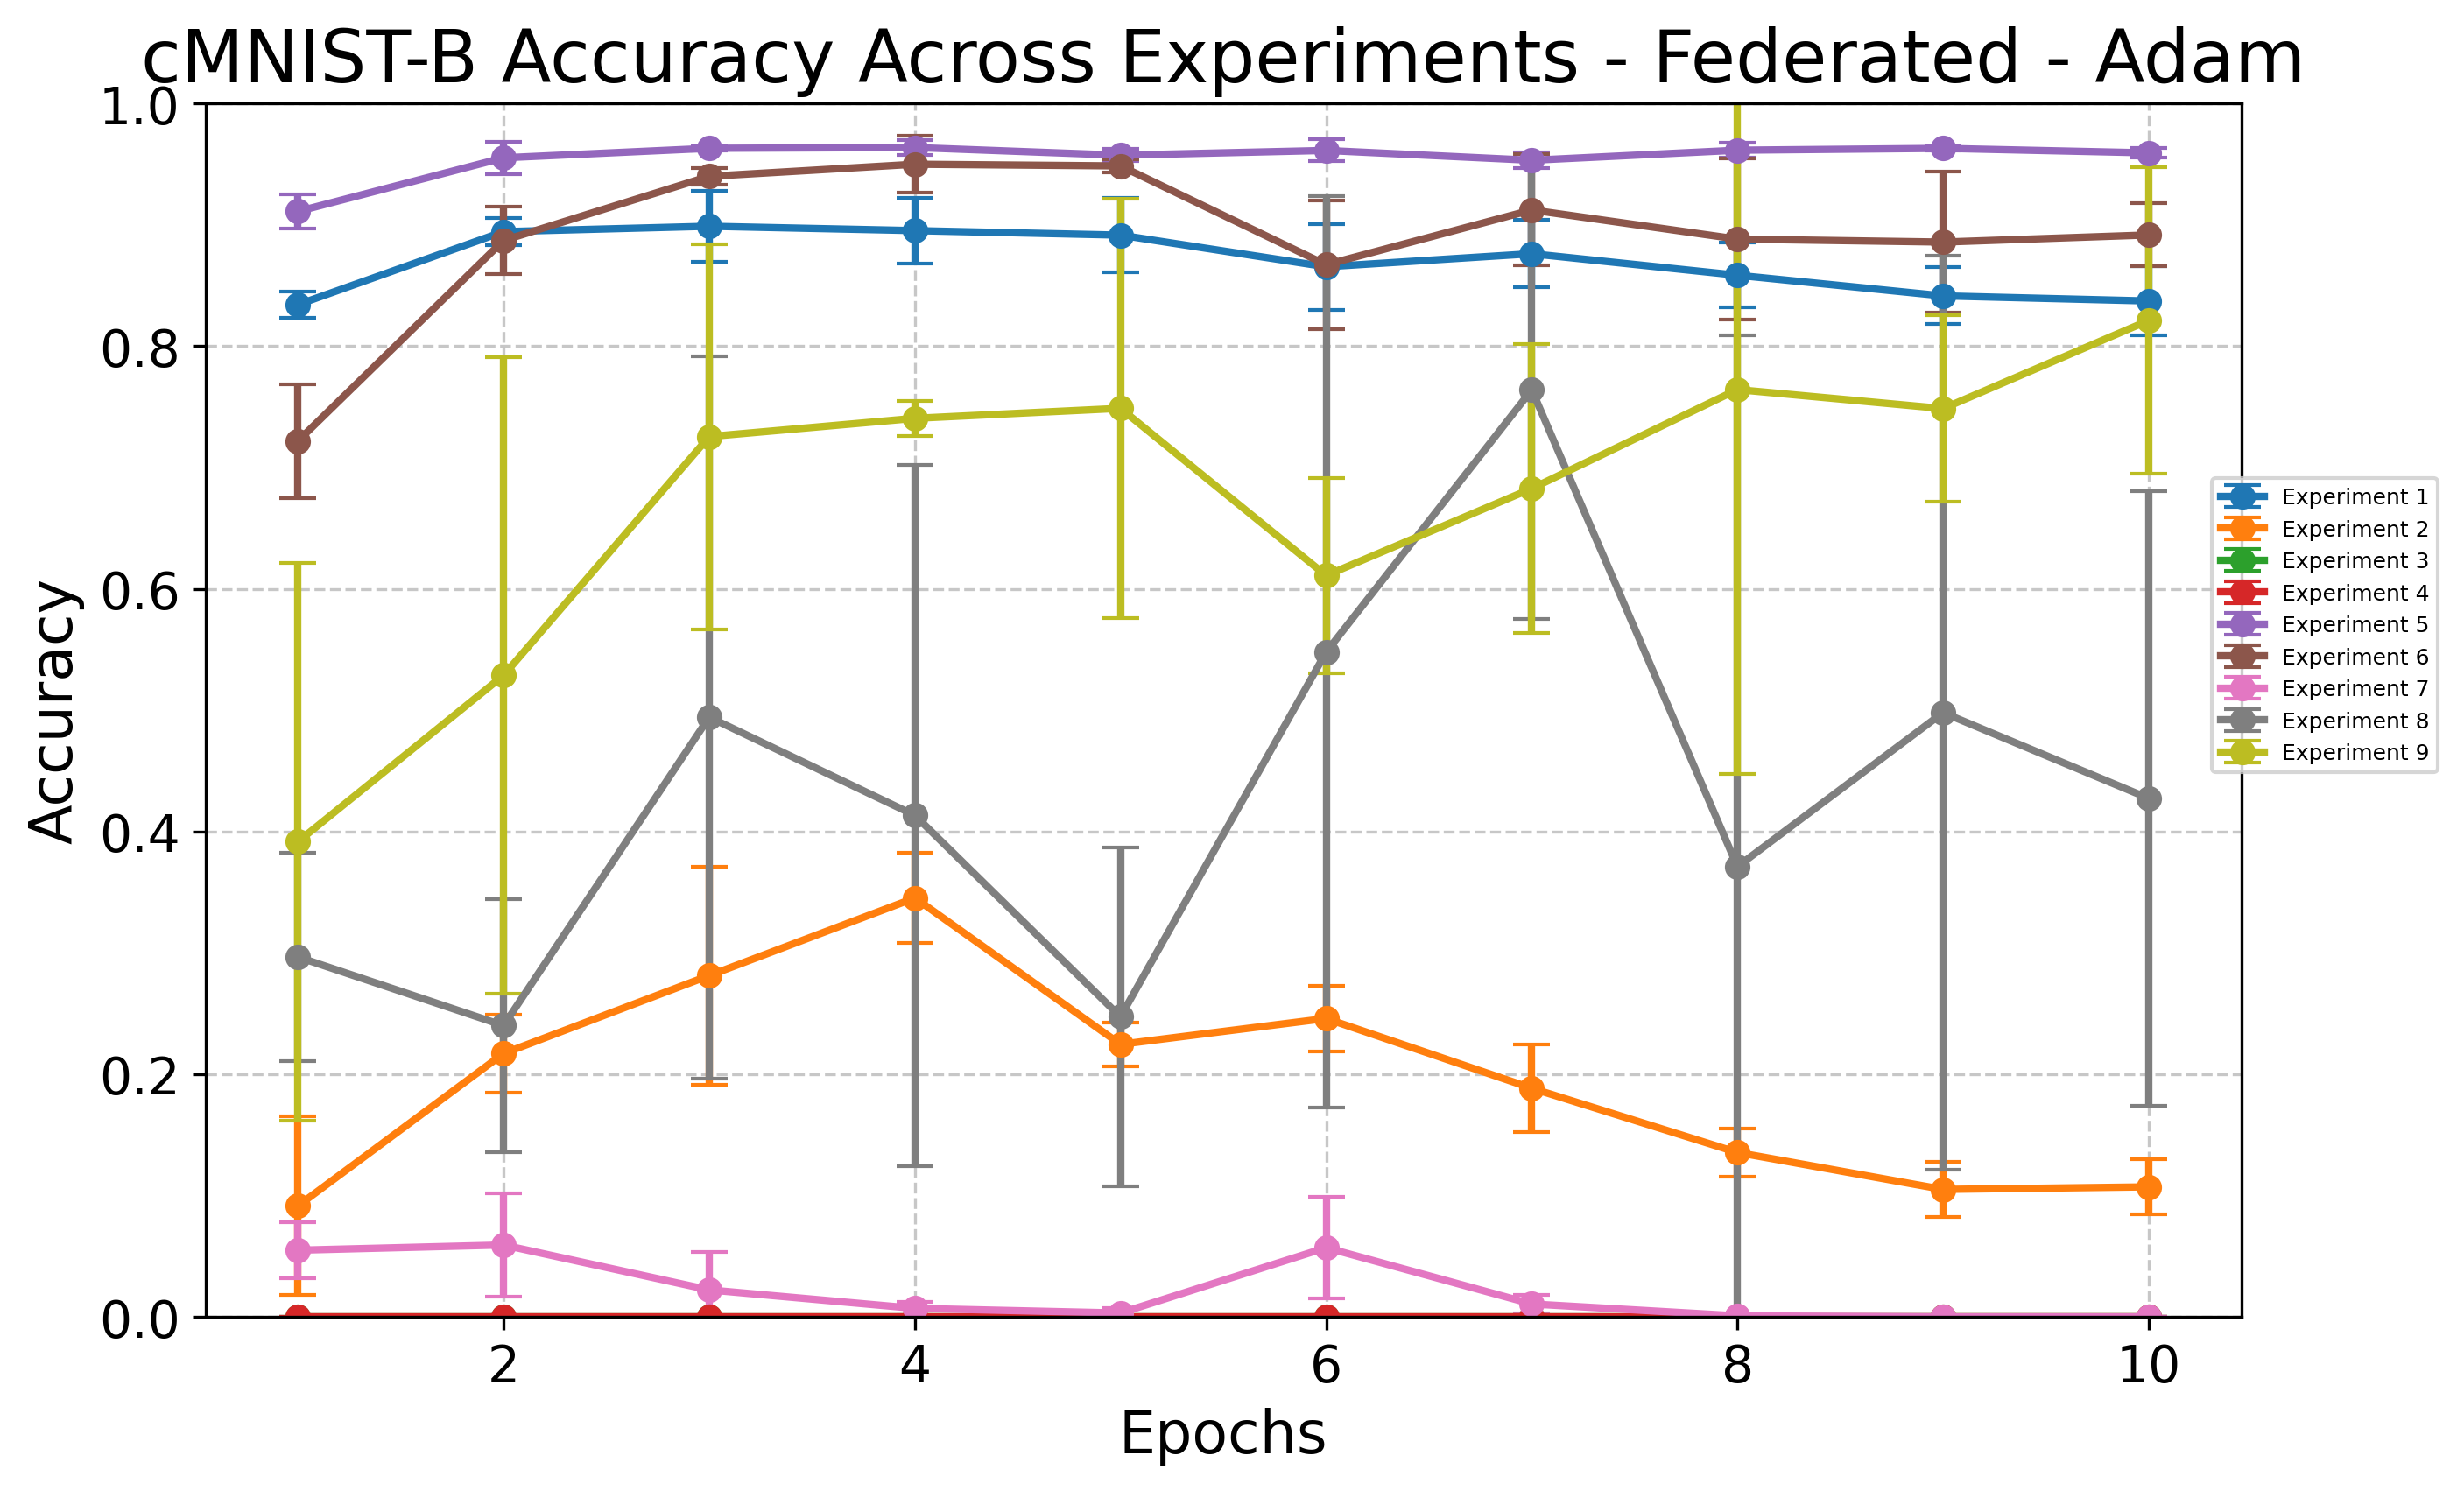 cMNIST-B Accuracy Across Experiments - Federated - Adam
1.0
0.8
0.6
0.4
0.2
0.0
Accuracy
2 4 6 8 10
Epochs
Experiment 1
Experiment 2
Experiment 3
Experiment 4
Experiment 5
Experiment 6
Experiment 7
Experiment 8
Experiment 9